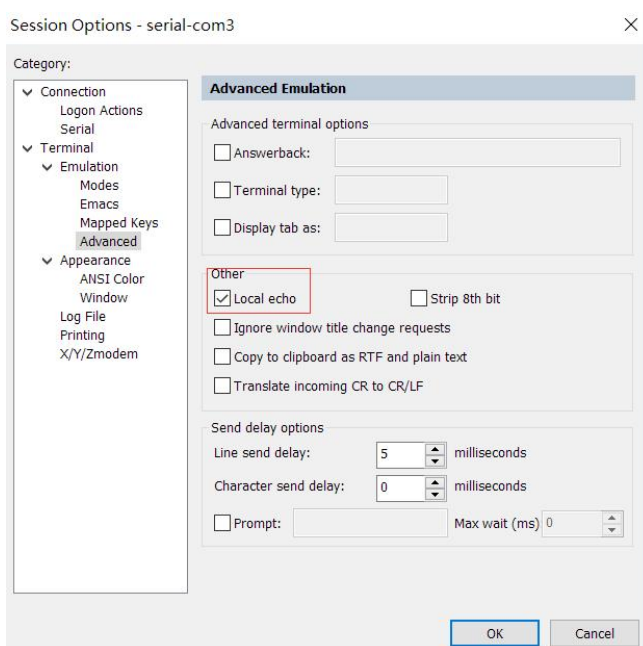 Session Options - serial-com3
Category:
Connection
Logon Actions
Serial
Terminal
Emulation
Modes
Emacs
Mapped Keys
Advanced
Appearance
ANSI Color
Window
Log File
Printing
X/Y/Zmodem
Advanced Emulation
Advanced terminal options
Answerback:
Terminal type:
Display tab as:
Other
Local echo Strip 8th bit
Ignore window title change requests
Copy to clipboard as RTF and plain text
Translate incoming CR to CR/LF
Send delay options
Line send delay: 5 milliseconds
Character send delay: 0 milliseconds
Prompt: Max wait (ms) 0
OK Cancel